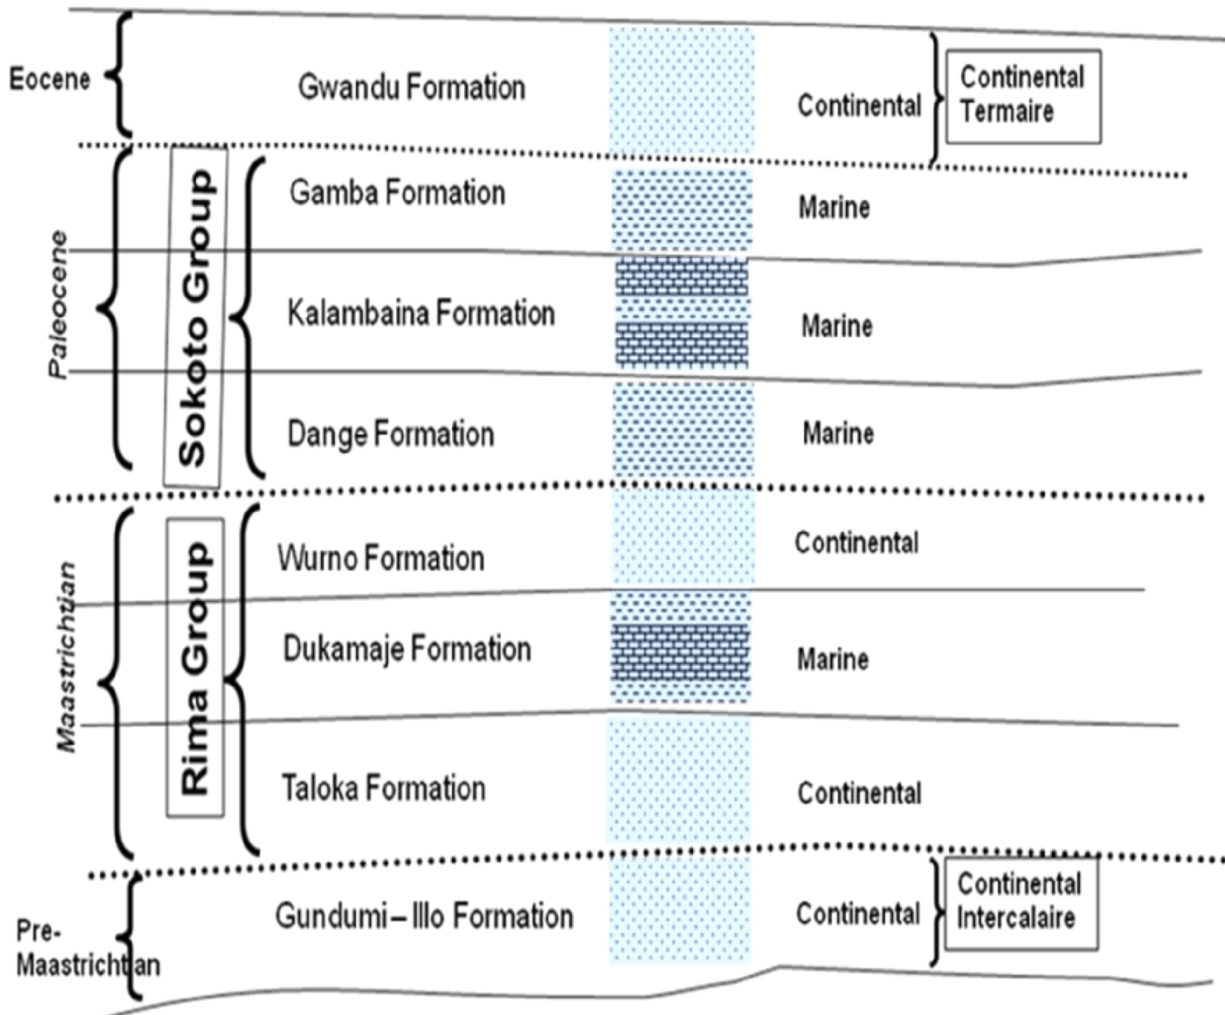 Eocene
Gwandu Formation
Continental
Continental
Termaire
Paleocene
Sokoto Group
Gamba Formation
Marine
Kalambaina Formation
Marine
Dange Formation
Marine
Maastrichtian
Rima Group
Wurno Formation
Continental
Dukamaje Formation
Marine
Taloka Formation
Continental
Pre-
Maastrichtian
Gundumi – Illo Formation
Continental
Continental
Intercalaire